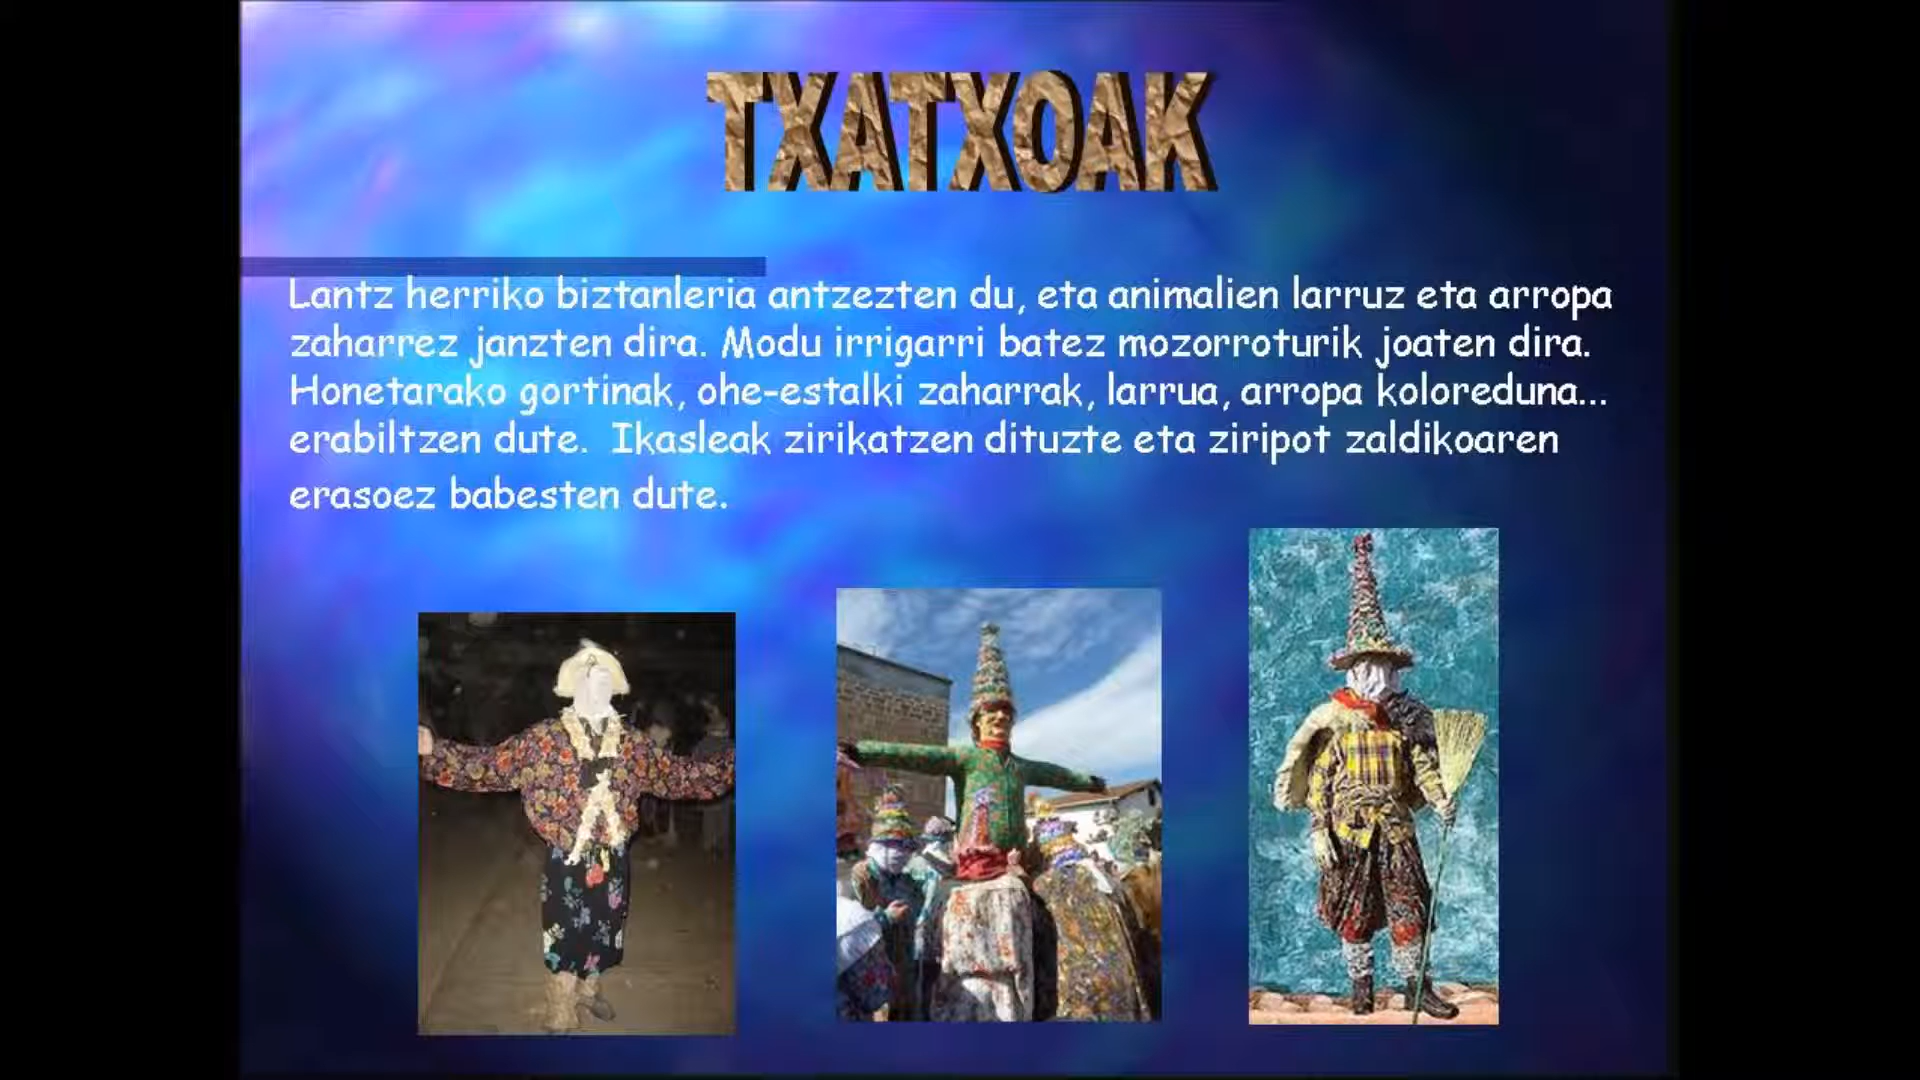 TXATXOAK
Lantz herriko biztanleria antzezten du, eta animalien larruz eta arropa
zaharrez janzten dira. Modu irrigarri batez mozorroturik joaten dira.
Honetarako gortinak, ohe-estalki zaharrak, larrua, arropa koloreduna...
erabiltzen dute. Ikasleak zirikatzen dituzte eta ziripot zaldikoaren
erasoez babesten dute.